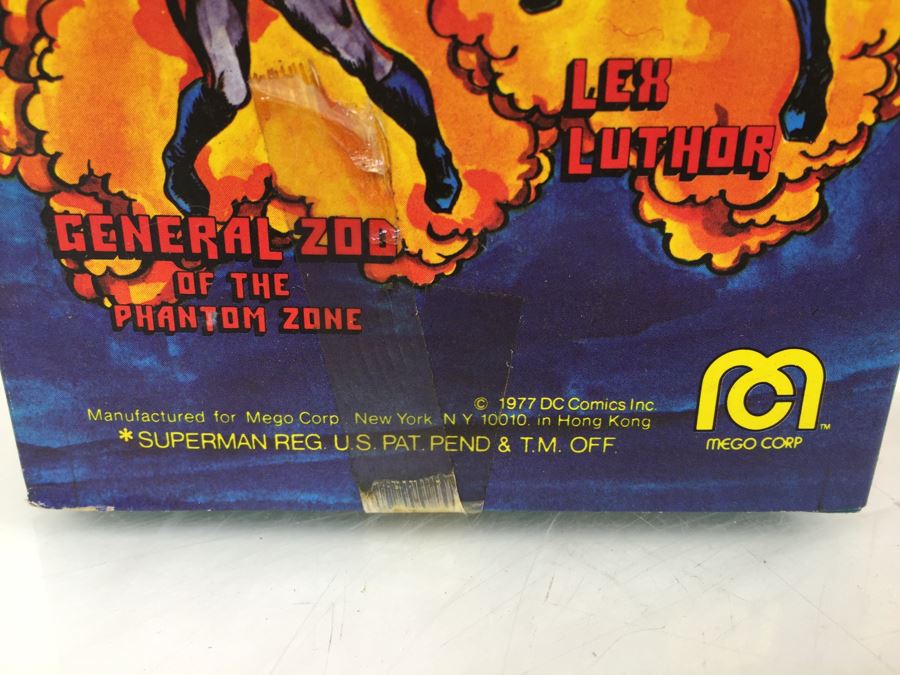 LEX
LUTHOR
GENERAL ZOD
OF THE
PHANTOM ZONE
© 1977 DC Comics Inc.
Manufactured for Mego Corp. New York, N.Y. 10010. in Hong Kong
*SUPERMAN REG. U.S. PAT. PEND & T.M. OFF.
MEGO CORP
TM